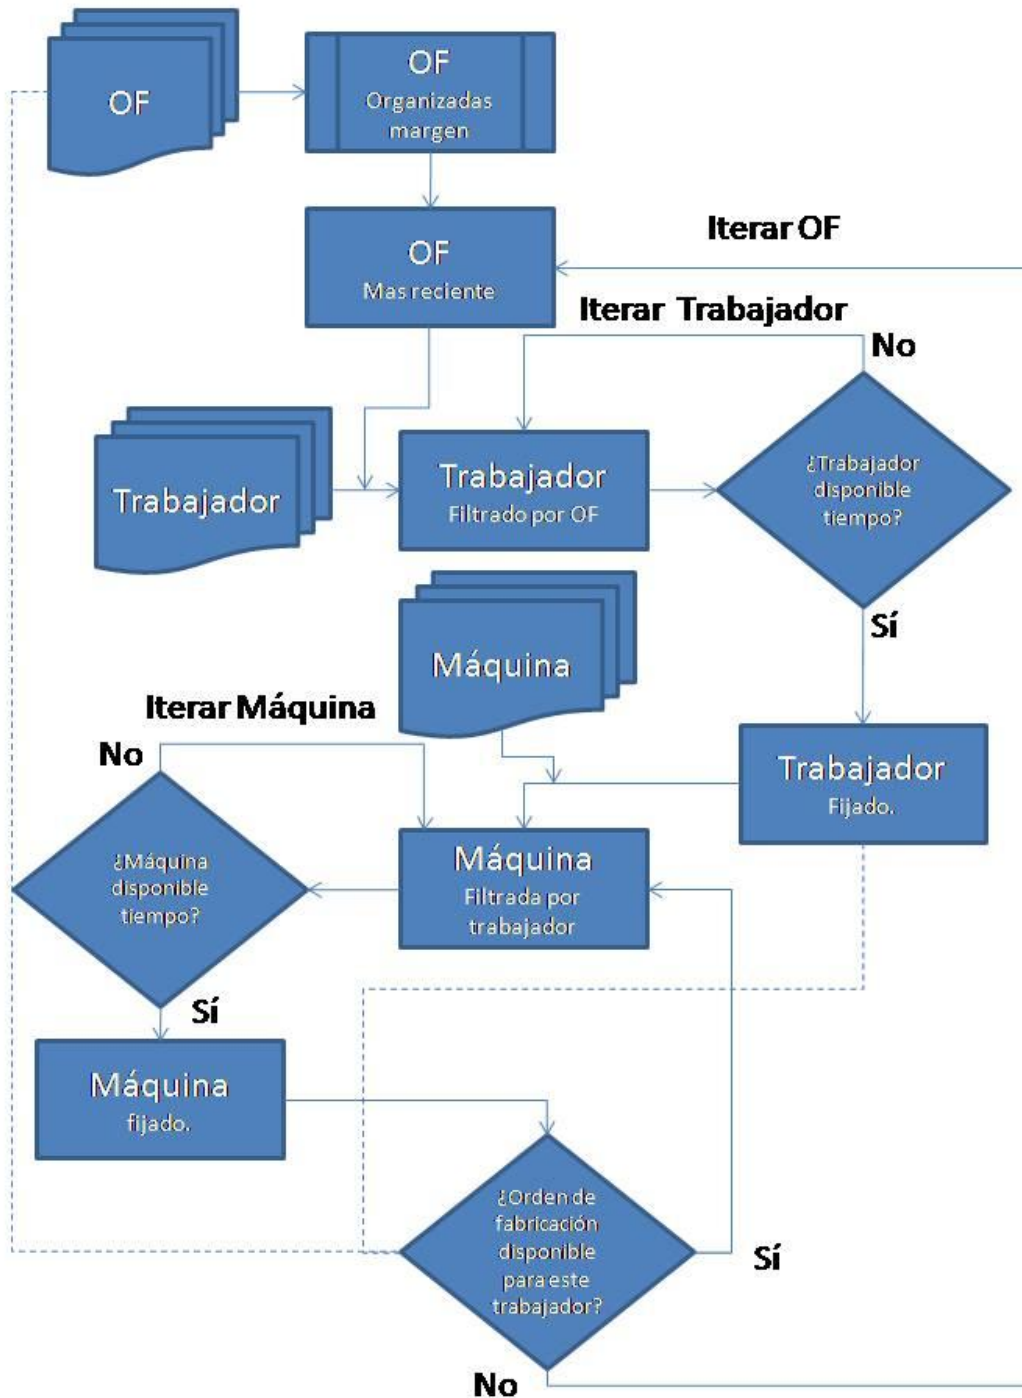 OF
OF
Organizadas
margen
OF
Mas reciente
Iterar OF
Iterar Trabajador
No
Trabajador
Trabajador
Filtrado por OF
¿Trabajador
disponible
tiempo?
Sí
Máquina
Iterar Máquina
No
Trabajador
Fijado.
¿Máquina
disponible
tiempo?
Máquina
Filtrada por
trabajador
Sí
Máquina
fijado.
¿Orden de
fabricación
disponible
para este
trabajador?
Sí
No